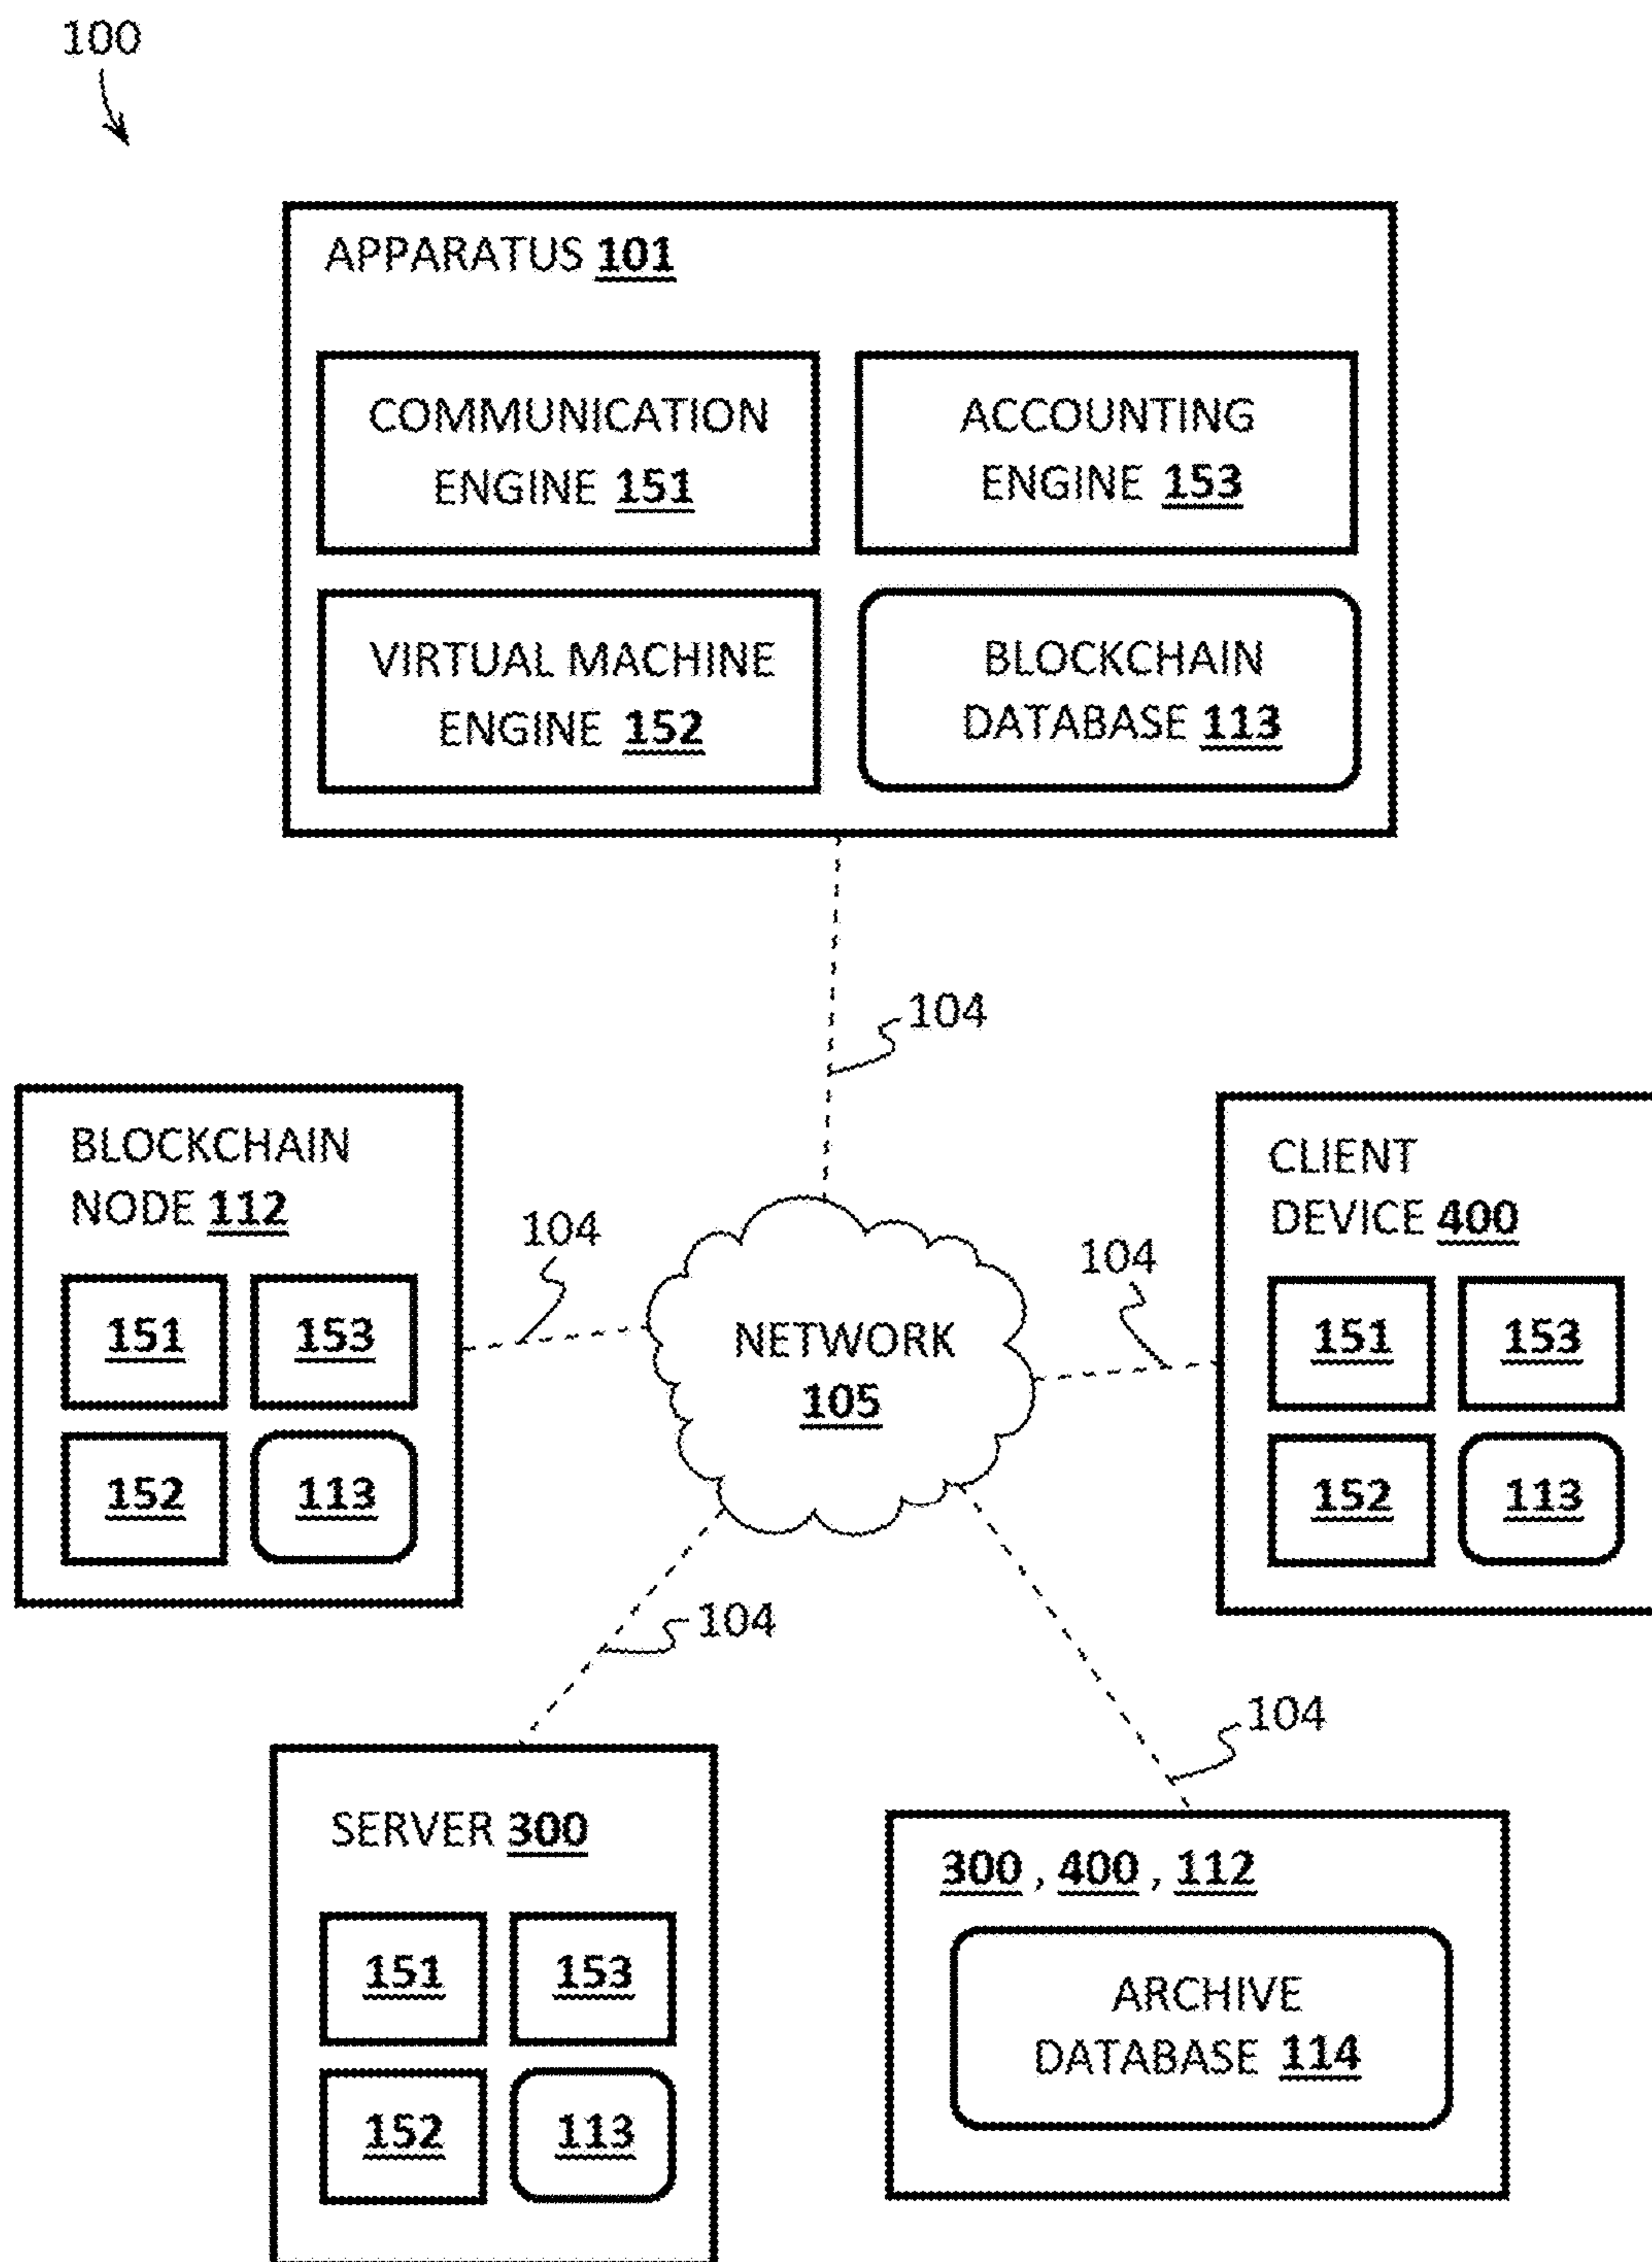 100
APPARATUS 101
COMMUNICATION
ENGINE 151
ACCOUNTING
ENGINE 153
VIRTUAL MACHINE
ENGINE 152
BLOCKCHAIN
DATABASE 113
104
BLOCKCHAIN
NODE 112
151
153
152
113
104
NETWORK
105
104
CLIENT
DEVICE 400
151
153
152
113
104
SERVER 300
151
153
152
113
104
300 , 400 , 112
ARCHIVE
DATABASE 114